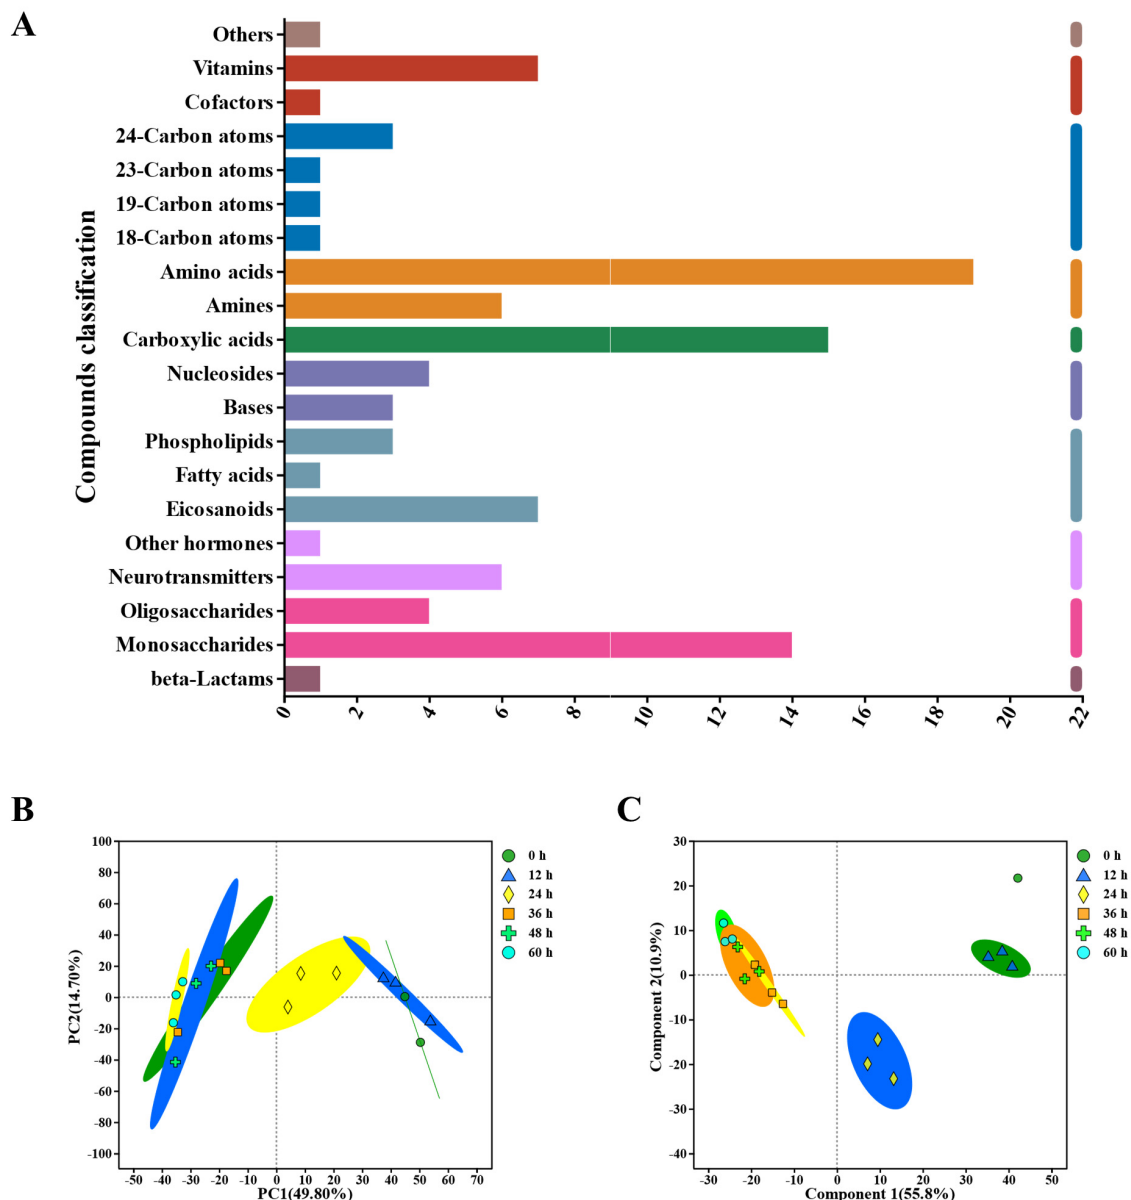 A
Compounds classification
Others
Vitamins
Cofactors
24-Carbon atoms
23-Carbon atoms
19-Carbon atoms
18-Carbon atoms
Amino acids
Amines
Carboxylic acids
Nucleosides
Bases
Phospholipids
Fatty acids
Eicosanoids
Other hormones
Neurotransmitters
Oligosaccharides
Monosaccharides
beta-Lactams
0 2 4 6 8 10 12 14 16 18 20 22
B
PC2(14.70%)
100
80
60
40
20
0
-20
-40
-60
-80
-100
-50 -40 -30 -20 -10 0 10 20 30 40 50 60 70
PC1(49.80%)
0 h
12 h
24 h
36 h
48 h
60 h
C
Component 2(10.9%)
30
20
10
0
-10
-20
-30
-40
-30 -20 -10 0 10 20 30 40 50
Component 1(55.8%)
0 h
12 h
24 h
36 h
48 h
60 h